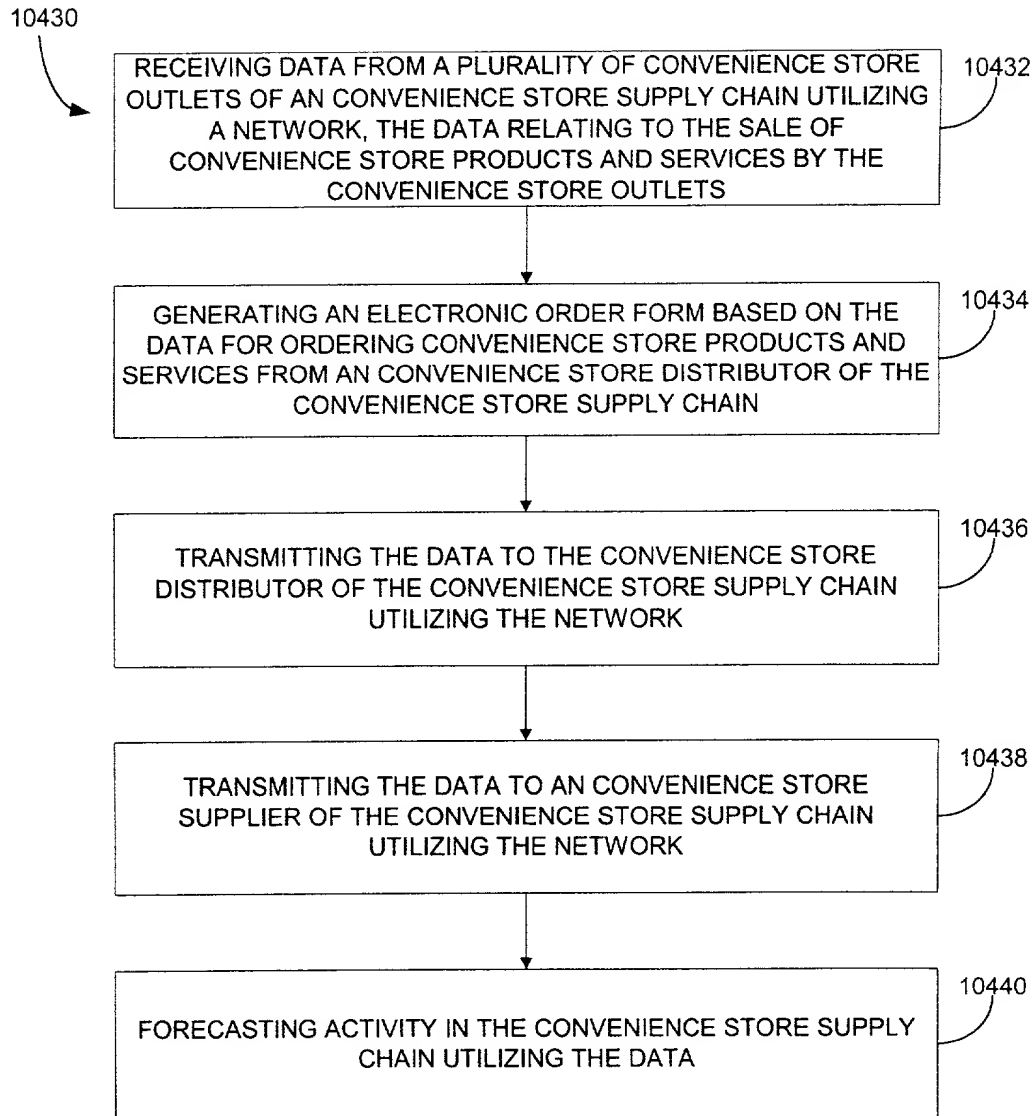 10430
RECEIVING DATA FROM A PLURALITY OF CONVENIENCE STORE
OUTLETS OF AN CONVENIENCE STORE SUPPLY CHAIN UTILIZING
A NETWORK, THE DATA RELATING TO THE SALE OF
CONVENIENCE STORE PRODUCTS AND SERVICES BY THE
CONVENIENCE STORE OUTLETS
10432
GENERATING AN ELECTRONIC ORDER FORM BASED ON THE
DATA FOR ORDERING CONVENIENCE STORE PRODUCTS AND
SERVICES FROM AN CONVENIENCE STORE DISTRIBUTOR OF THE
CONVENIENCE STORE SUPPLY CHAIN
10434
TRANSMITTING THE DATA TO THE CONVENIENCE STORE
DISTRIBUTOR OF THE CONVENIENCE STORE SUPPLY CHAIN
UTILIZING THE NETWORK
10436
TRANSMITTING THE DATA TO AN CONVENIENCE STORE
SUPPLIER OF THE CONVENIENCE STORE SUPPLY CHAIN
UTILIZING THE NETWORK
10438
FORECASTING ACTIVITY IN THE CONVENIENCE STORE SUPPLY
CHAIN UTILIZING THE DATA
10440